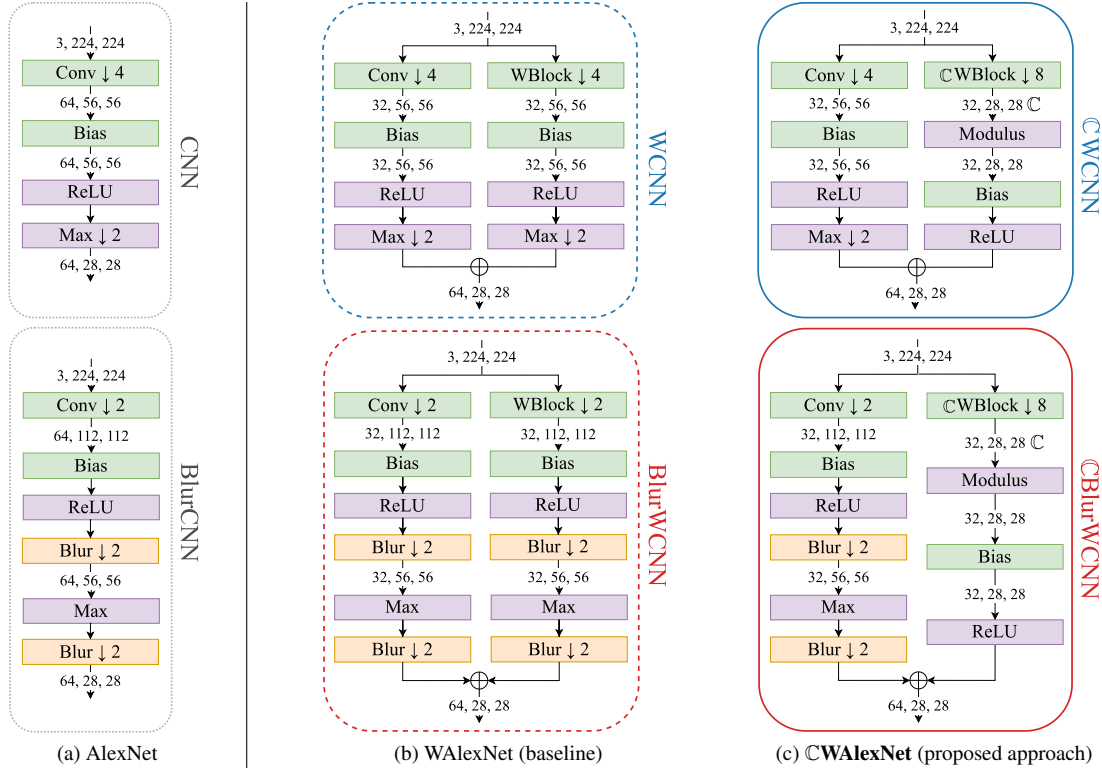 3, 224, 224
Conv ↓ 4
64, 56, 56
Bias
64, 56, 56
ReLU
Max ↓ 2
64, 28, 28
CNN
3, 224, 224
Conv ↓ 2
64, 112, 112
Bias
ReLU
Blur ↓ 2
64, 56, 56
Max
Blur ↓ 2
64, 28, 28
BlurCNN
(a) AlexNet
3, 224, 224
Conv ↓ 4 WBlock ↓ 4
32, 56, 56 32, 56, 56
Bias Bias
32, 56, 56 32, 56, 56
ReLU ReLU
Max ↓ 2 Max ↓ 2
64, 28, 28
WCNN
3, 224, 224
Conv ↓ 2 WBlock ↓ 2
32, 112, 112 32, 112, 112
Bias Bias
ReLU ReLU
Blur ↓ 2 Blur ↓ 2
32, 56, 56 32, 56, 56
Max Max
Blur ↓ 2 Blur ↓ 2
64, 28, 28
BlurWCNN
(b) WAlexNet (baseline)
3, 224, 224
Conv ↓ 4 ℂWBlock ↓ 8
32, 56, 56 32, 28, 28 ℂ
Bias Modulus
32, 56, 56 32, 28, 28
ReLU Bias
Max ↓ 2 ReLU
64, 28, 28
ℂWCNN
3, 224, 224
Conv ↓ 2 ℂWBlock ↓ 8
32, 112, 112 32, 28, 28 ℂ
Bias Modulus
ReLU 32, 28, 28
Blur ↓ 2 Bias
32, 56, 56 32, 28, 28
Max ReLU
Blur ↓ 2
64, 28, 28
ℂBlurWCNN
(c) ℂWAlexNet (proposed approach)